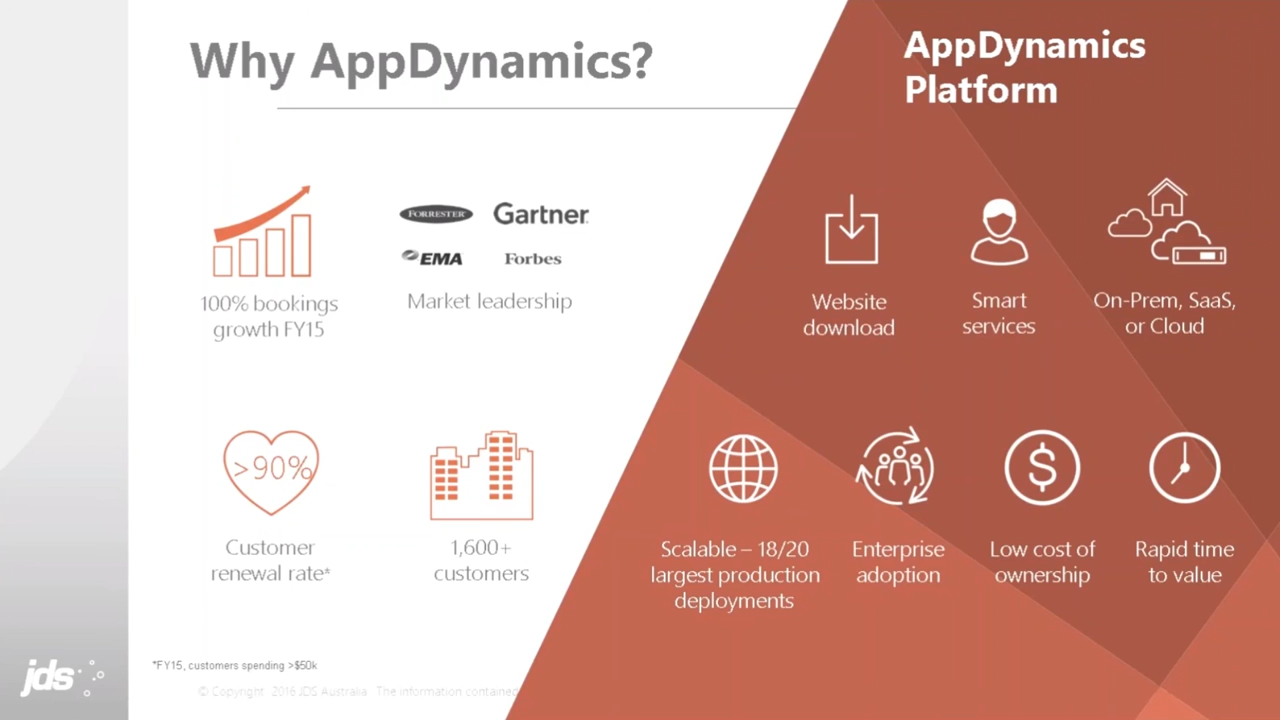 Why AppDynamics?
AppDynamics
Platform
FORRESTER
Gartner
EMA
Forbes
100% bookings
growth FY15
Market leadership
Website
download
Smart
services
On-Prem, SaaS,
or Cloud
>90%
Customer
renewal rate*
1,600+
customers
Scalable – 18/20
largest production
deployments
Enterprise
adoption
Low cost of
ownership
Rapid time
to value
*FY15, customers spending >$50k
jds
© Copyright 2016 JDS Australia The information contained